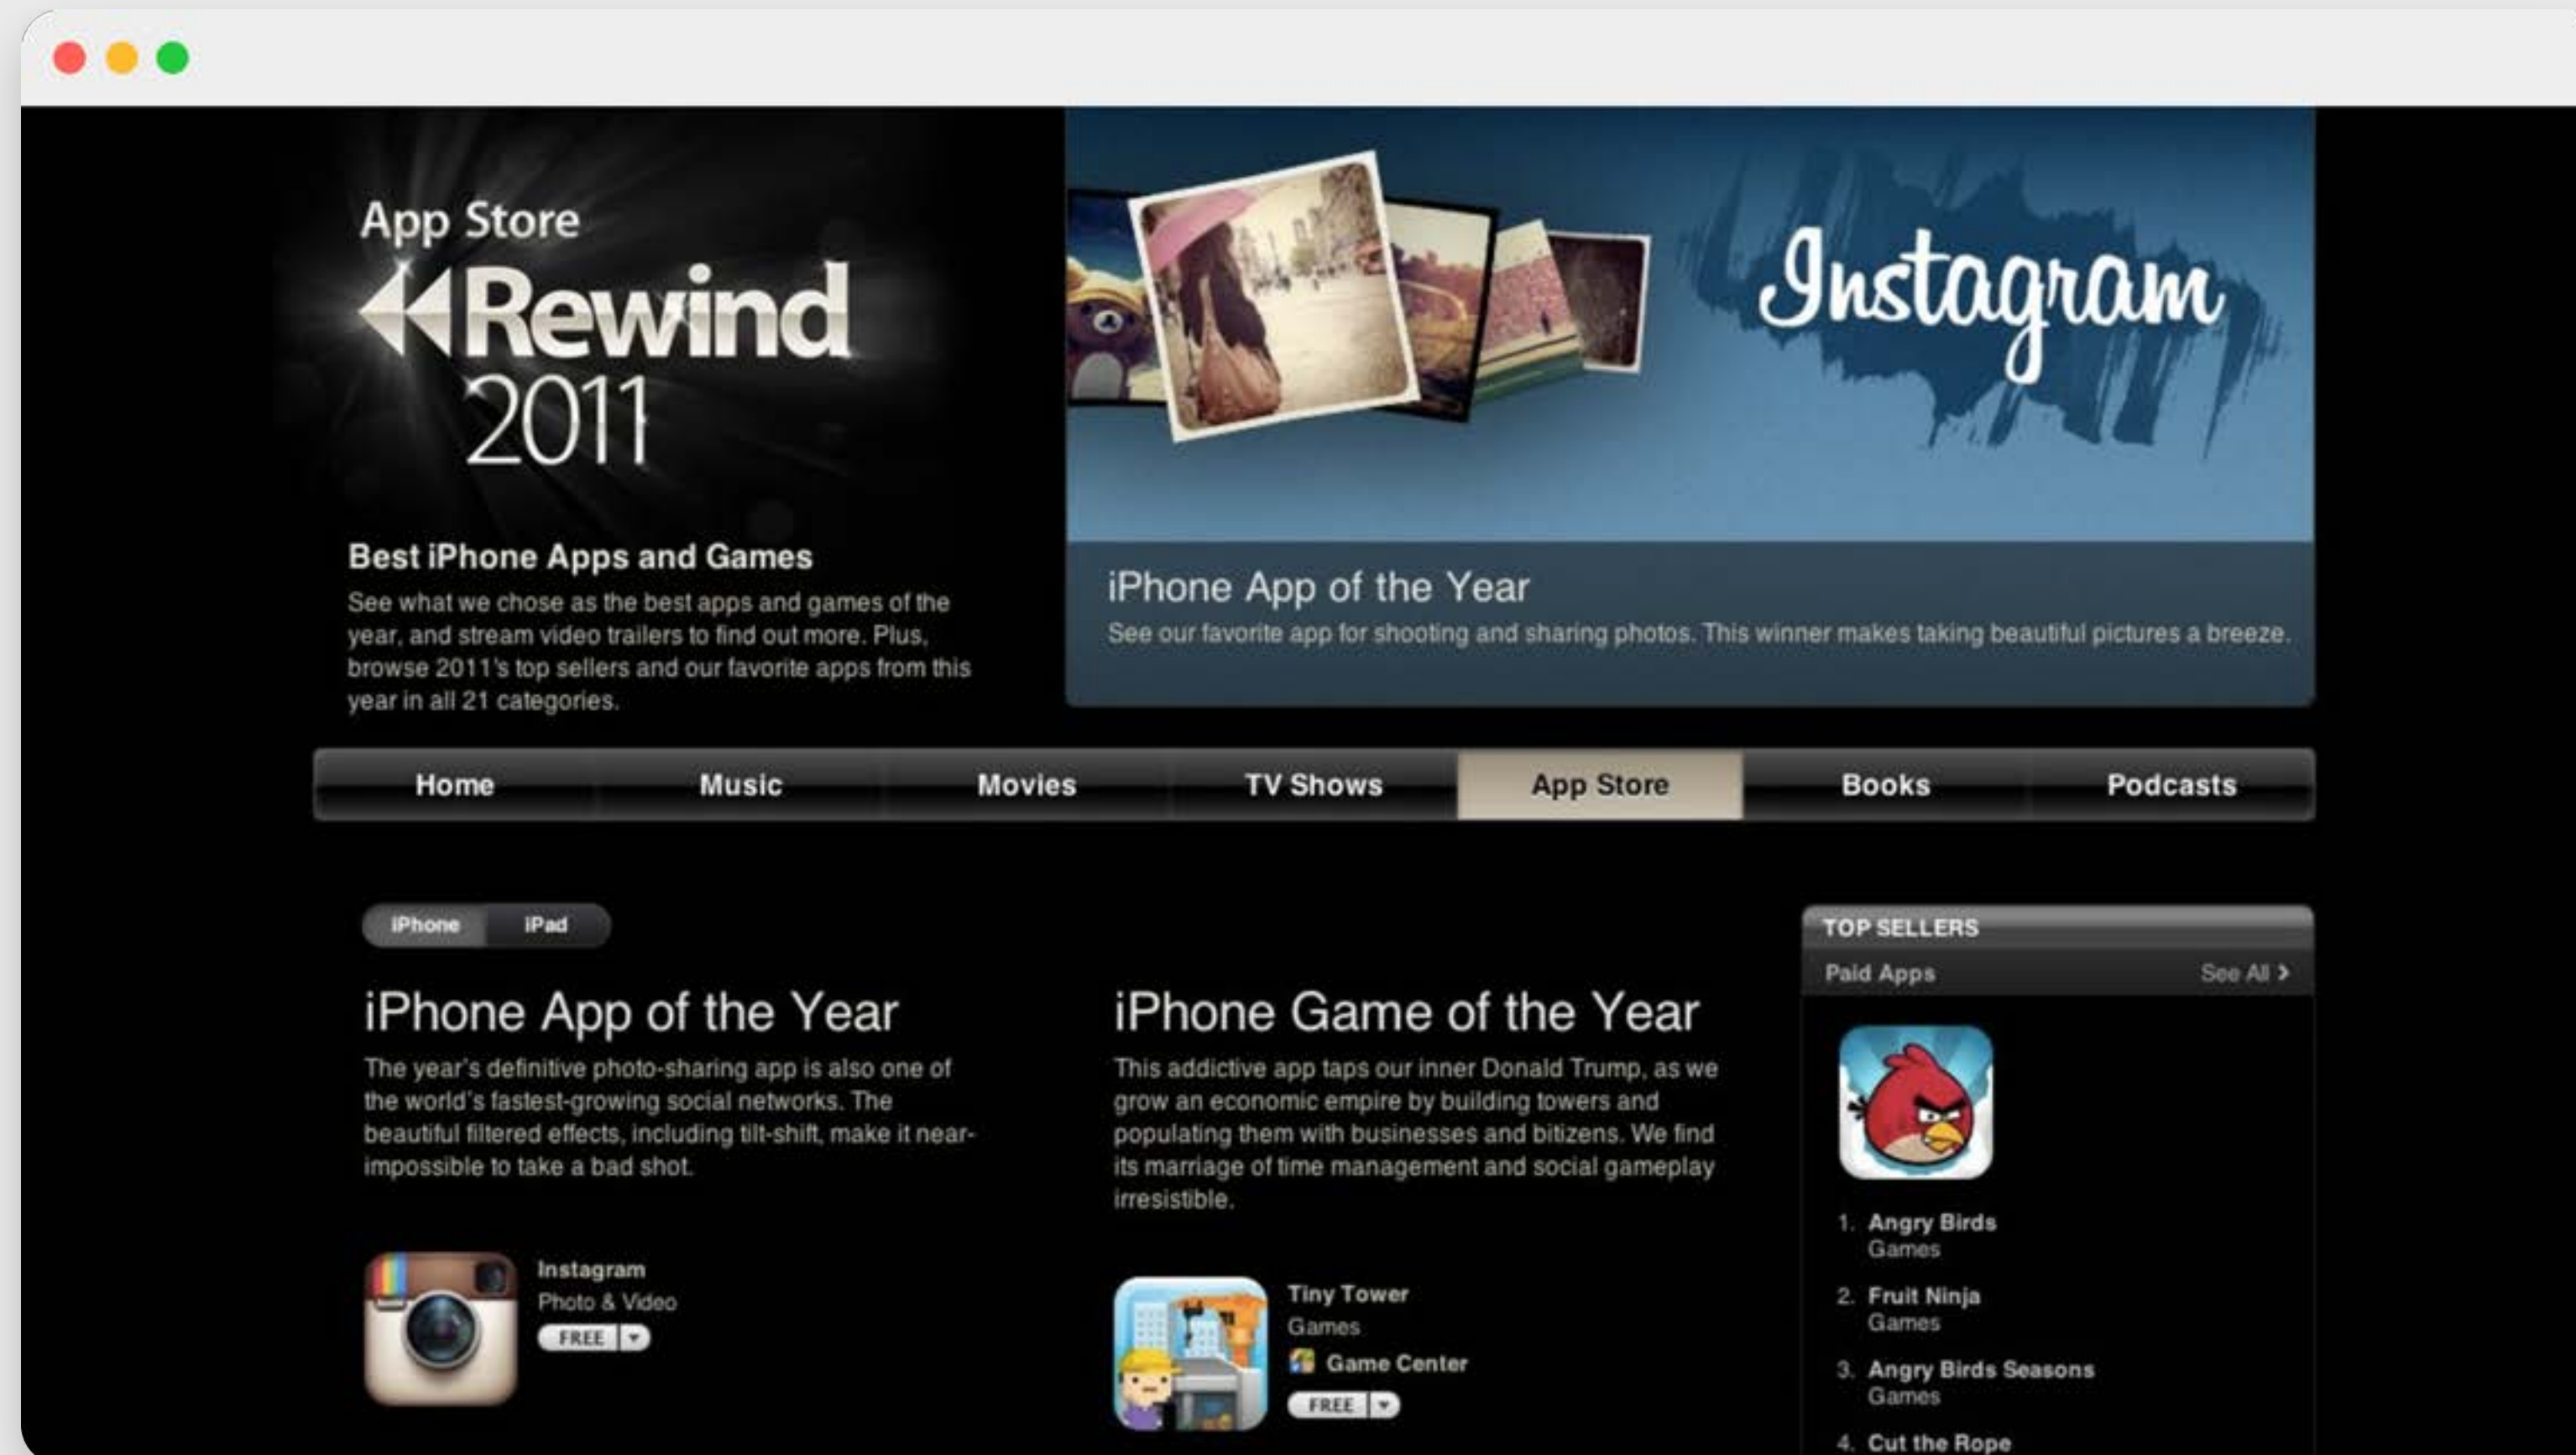 App Store
Rewind
2011
Best iPhone Apps and Games
See what we chose as the best apps and games of the
year, and stream video trailers to find out more. Plus,
browse 2011's top sellers and our favorite apps from this
year in all 21 categories.
Instagram
iPhone App of the Year
See our favorite app for shooting and sharing photos. This winner makes taking beautiful pictures a breeze.
Home
Music
Movies
TV Shows
App Store
Books
Podcasts
iPhone
iPad
iPhone App of the Year
The year's definitive photo-sharing app is also one of
the world's fastest-growing social networks. The
beautiful filtered effects, including tilt-shift, make it near-
impossible to take a bad shot.
Instagram
Photo & Video
FREE
iPhone Game of the Year
This addictive app taps our inner Donald Trump, as we
grow an economic empire by building towers and
populating them with businesses and bitizens. We find
its marriage of time management and social gameplay
irresistible.
Tiny Tower
Games
Game Center
FREE
TOP SELLERS
Paid Apps
See All
1. Angry Birds
Games
2. Fruit Ninja
Games
3. Angry Birds Seasons
Games
4. Cut the Rope